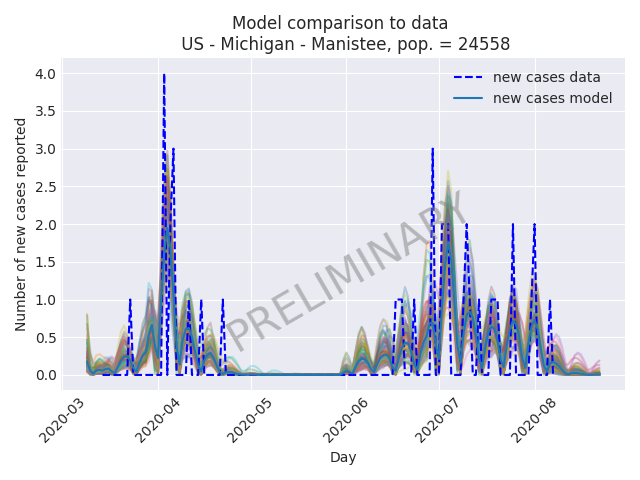 Model comparison to data
US - Michigan - Manistee, pop. = 24558
new cases data
new cases model
Number of new cases reported
4.0
3.5
3.0
2.5
2.0
1.5
1.0
0.5
0.0
PRELIMINARY
2020-03
2020-04
2020-05
2020-06
2020-07
2020-08
Day